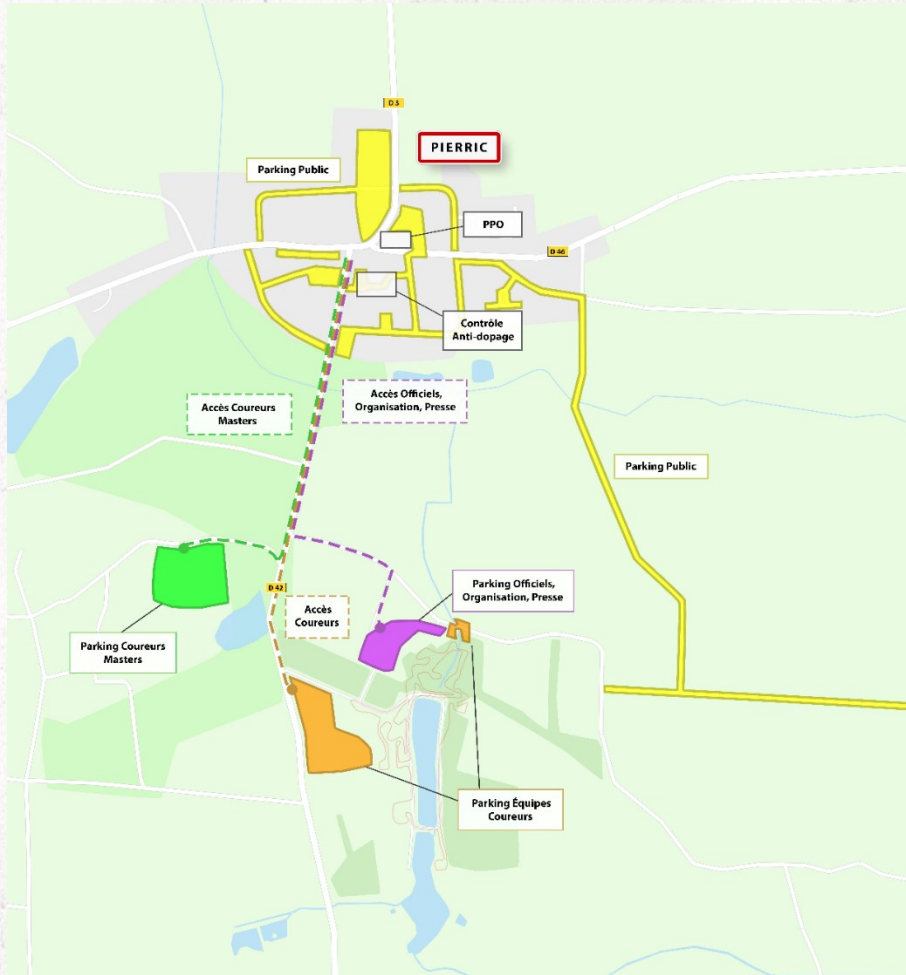 D 3
PIERRIC
Parking Public
PPO
D 46
Contrôle
Anti-dopage
Accès Coureurs
Masters
Accès Officiels,
Organisation, Presse
Parking Public
D 42
Accès
Coureurs
Parking Officiels,
Organisation, Presse
Parking Coureurs
Masters
Parking Équipes
Coureurs